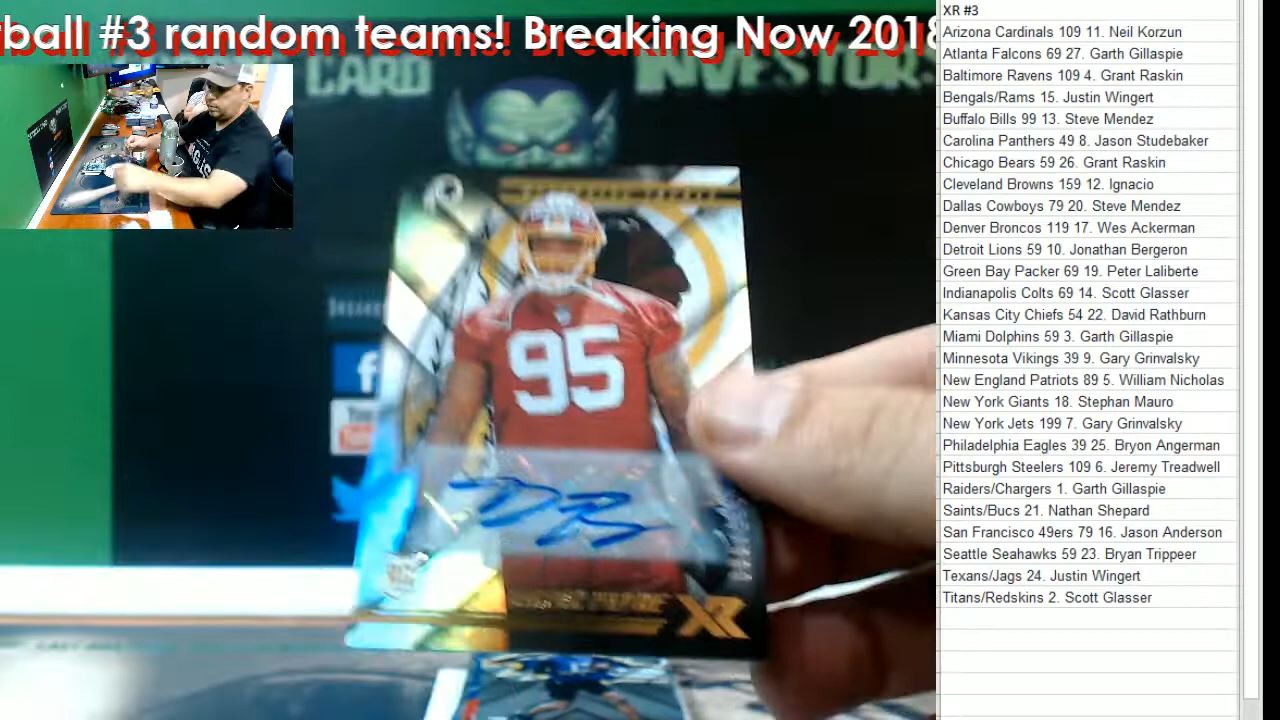 ball #3 random teams! Breaking Now 2018
CARD INVESTORS
95
XR
XR #3
Arizona Cardinals 109 11. Neil Korzun
Atlanta Falcons 69 27. Garth Gillaspie
Baltimore Ravens 109 4. Grant Raskin
Bengals/Rams 15. Justin Wingert
Buffalo Bills 99 13. Steve Mendez
Carolina Panthers 49 8. Jason Studebaker
Chicago Bears 59 26. Grant Raskin
Cleveland Browns 159 12. Ignacio
Dallas Cowboys 79 20. Steve Mendez
Denver Broncos 119 17. Wes Ackerman
Detroit Lions 59 10. Jonathan Bergeron
Green Bay Packer 69 19. Peter Laliberte
Indianapolis Colts 69 14. Scott Glasser
Kansas City Chiefs 54 22. David Rathburn
Miami Dolphins 59 3. Garth Gillaspie
Minnesota Vikings 39 9. Gary Grinvalsky
New England Patriots 89 5. William Nicholas
New York Giants 18. Stephan Mauro
New York Jets 199 7. Gary Grinvalsky
Philadelphia Eagles 39 25. Bryon Angerman
Pittsburgh Steelers 109 6. Jeremy Treadwell
Raiders/Chargers 1. Garth Gillaspie
Saints/Bucs 21. Nathan Shepard
San Francisco 49ers 79 16. Jason Anderson
Seattle Seahawks 59 23. Bryan Trippeer
Texans/Jags 24. Justin Wingert
Titans/Redskins 2. Scott Glasser